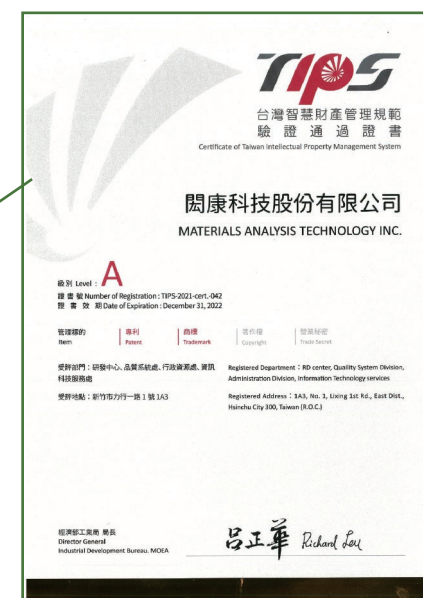 TIPS
台灣智慧財產管理規範
驗證通過證書
Certificate of Taiwan Intellectual Property Management System
閎康科技股份有限公司
MATERIALS ANALYSIS TECHNOLOGY INC.
級別 Level : A
證書號 Number of Registration : TIPS-2021-cert.-042
證書效期 Date of Expiration : December 31, 2022
管理標的 專利 商標 著作權 營業秘密
Item Patent Trademark Copyright Trade Secret
受評部門：研發中心、品質系統處、行政資源處、資訊
科技服務處
Registered Department：RD center, Quality System Division,
Administration Division, Information Technology services
受評地點：新竹市力行一路 1 號 1A3
Registered Address：1A3, No. 1, Lixing 1st Rd., East Dist.,
Hsinchu City 300, Taiwan (R.O.C.)
經濟部工業局 局長
Director General
Industrial Development Bureau. MOEA
呂正華 Richard Leu